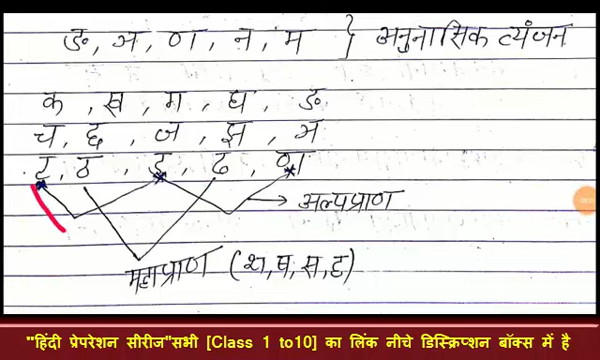 ङ, ञ, ण, न, म } अनुनासिक व्यंजन
क, ख, ग, घ, ङ
च, छ, ज, झ, ञ
ट, ठ, ड, ढ, ण
अल्पप्राण
महाप्राण (श, ष, स, ह)
"हिंदी प्रेपरेशन सीरीज"सभी [Class 1 to10] का लिंक नीचे डिस्क्रिप्शन बॉक्स में है